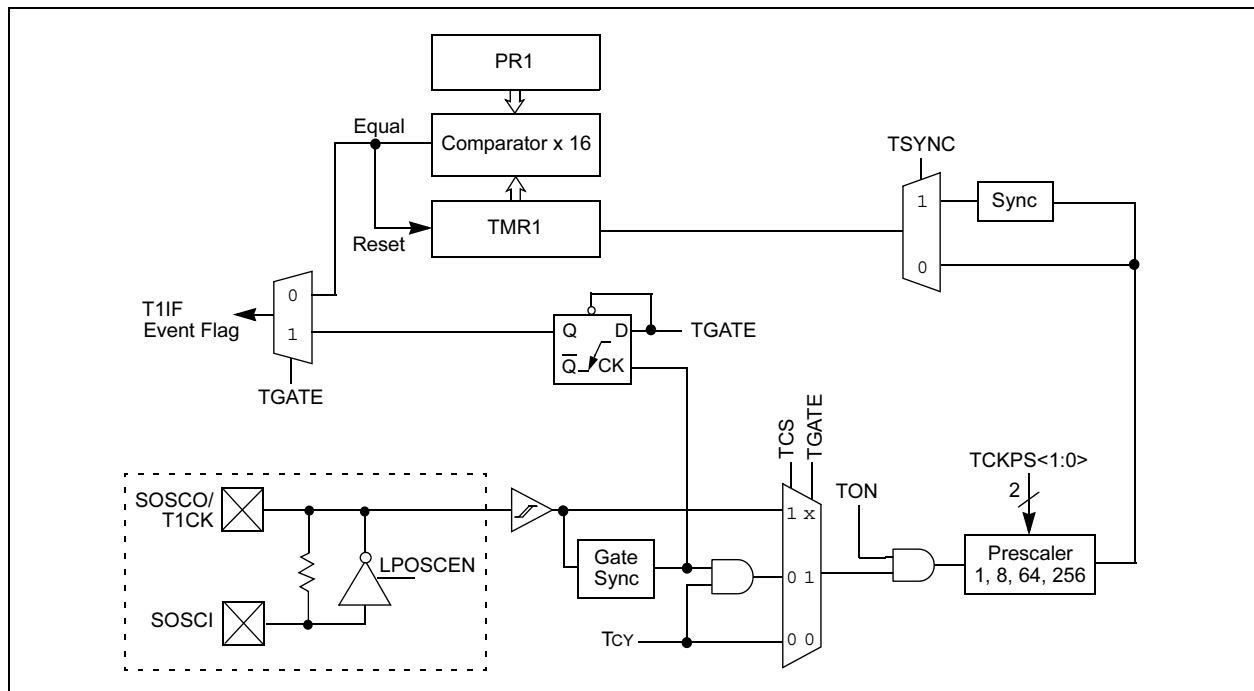 PR1
Equal
Comparator x 16
TSYNC
1
Sync
Reset
TMR1
0
T1IF
Event Flag
0
1
TGATE
Q
D
TGATE
Q̅
CK
TCS
TGATE
TCKPS<1:0>
2
TON
SOSCO/
T1CK
LPOSCEN
SOSCI
Gate
Sync
1 x
0 1
0 0
TCY
Prescaler
1, 8, 64, 256